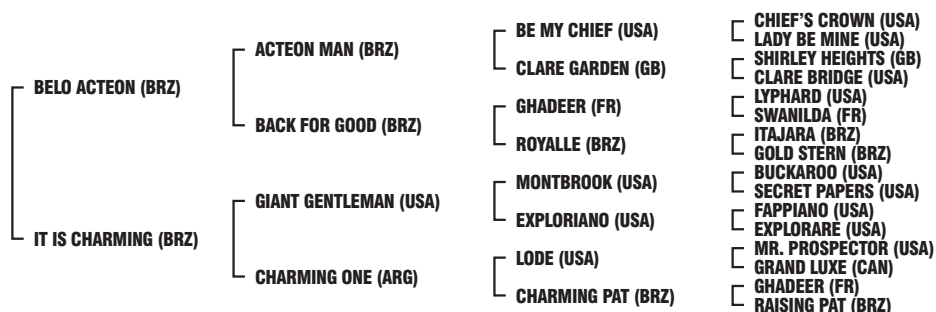 BELO ACTEON (BRZ)
IT IS CHARMING (BRZ)
ACTEON MAN (BRZ)
BACK FOR GOOD (BRZ)
GIANT GENTLEMAN (USA)
CHARMING ONE (ARG)
BE MY CHIEF (USA)
CLARE GARDEN (GB)
GHADEER (FR)
ROYALLE (BRZ)
MONTBROOK (USA)
EXPLORIANO (USA)
LODE (USA)
CHARMING PAT (BRZ)
CHIEF'S CROWN (USA)
LADY BE MINE (USA)
SHIRLEY HEIGHTS (GB)
CLARE BRIDGE (USA)
LYPHARD (USA)
SWANILDA (FR)
ITAJARA (BRZ)
GOLD STERN (BRZ)
BUCKAROO (USA)
SECRET PAPERS (USA)
FAPPIANO (USA)
EXPLORARE (USA)
MR. PROSPECTOR (USA)
GRAND LUXE (CAN)
GHADEER (FR)
RAISING PAT (BRZ)